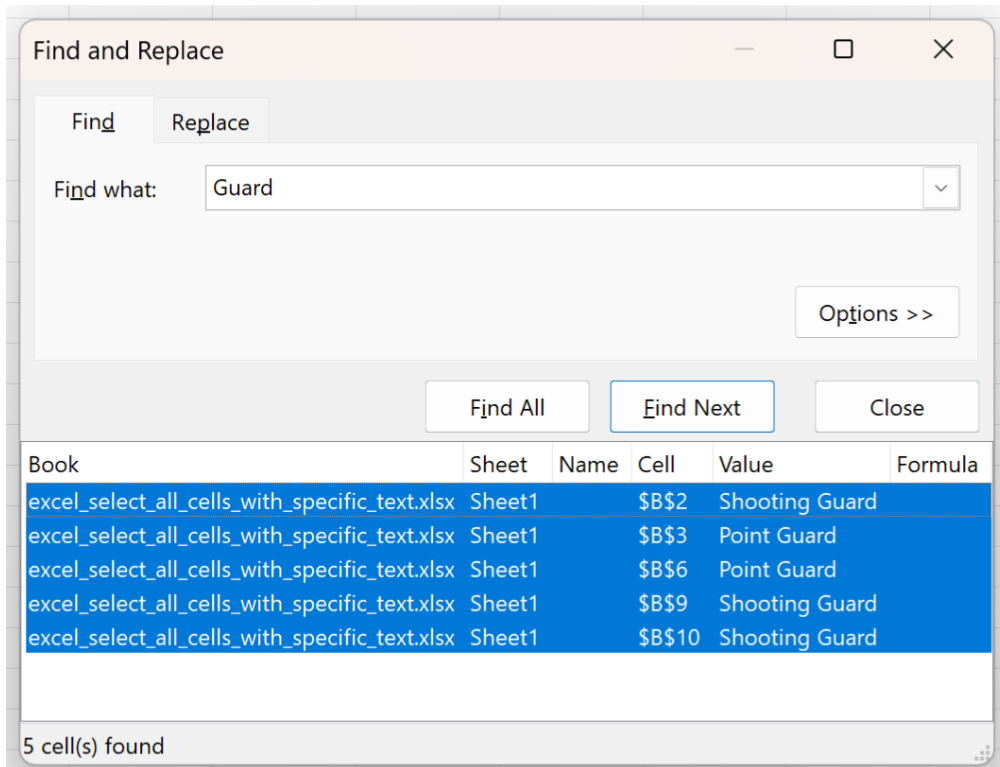 Find and Replace
Find Replace
Find what: Guard
Options >>
Find All Find Next Close
Book Sheet Name Cell Value Formula
excel_select_all_cells_with_specific_text.xlsx Sheet1 $B$2 Shooting Guard
excel_select_all_cells_with_specific_text.xlsx Sheet1 $B$3 Point Guard
excel_select_all_cells_with_specific_text.xlsx Sheet1 $B$6 Point Guard
excel_select_all_cells_with_specific_text.xlsx Sheet1 $B$9 Shooting Guard
excel_select_all_cells_with_specific_text.xlsx Sheet1 $B$10 Shooting Guard
5 cell(s) found